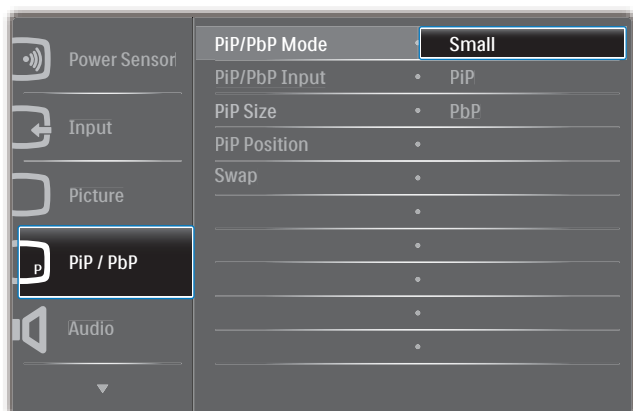 Power Sensor
Input
Picture
P
PiP / PbP
Audio
PiP/PbP Mode • Small
PiP/PbP Input • PiP
PiP Size • PbP
PiP Position •
Swap •